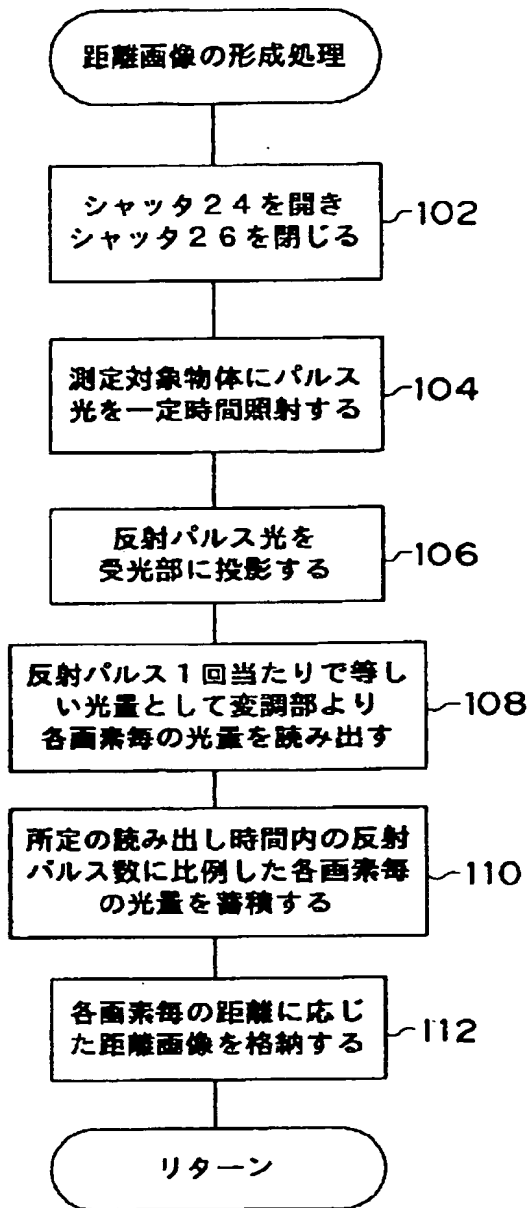 距離画像の形成処理
シャッタ24を開き
シャッタ26を閉じる
102
測定対象物体にパルス
光を一定時間照射する
104
反射パルス光を
受光部に投影する
106
反射パルス1回当たりで等し
い光量として変調部より
各画素毎の光量を読み出す
108
所定の読み出し時間内の反射
パルス数に比例した各画素毎
の光量を蓄積する
110
各画素毎の距離に応じ
た距離画像を格納する
112
リターン